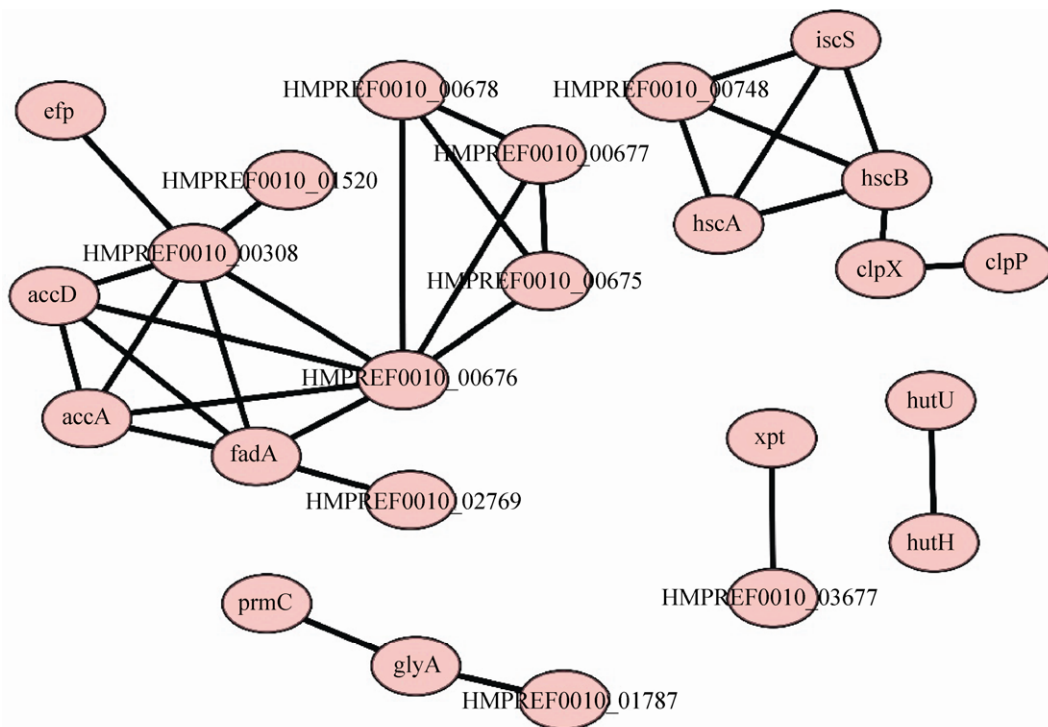 iscS
HMPREF0010_00678
HMPREF0010_00748
efp
HMPREF0010_00677
HMPREF0010_01520
hscB
hscA
HMPREF0010_00308
clpX
clpP
HMPREF0010_00675
accD
HMPREF0010_00676
hutU
accA
xpt
fadA
HMPREF0010_02769
hutH
HMPREF0010_03677
prmC
glyA
HMPREF0010_01787